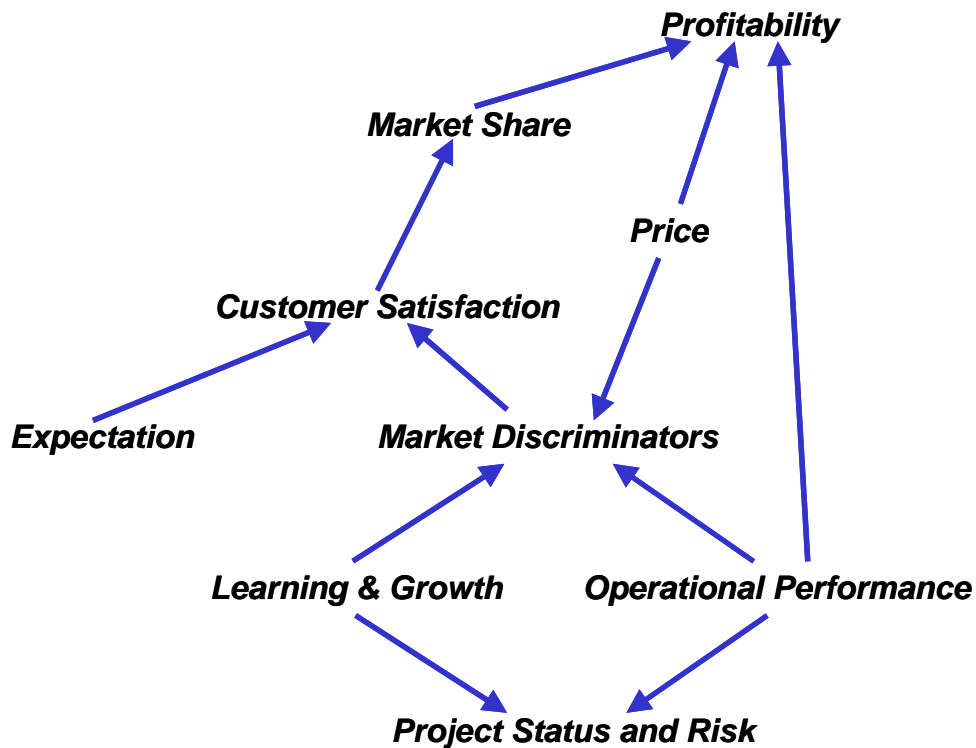 Profitability
Market Share
Price
Customer Satisfaction
Expectation
Market Discriminators
Learning & Growth
Operational Performance
Project Status and Risk